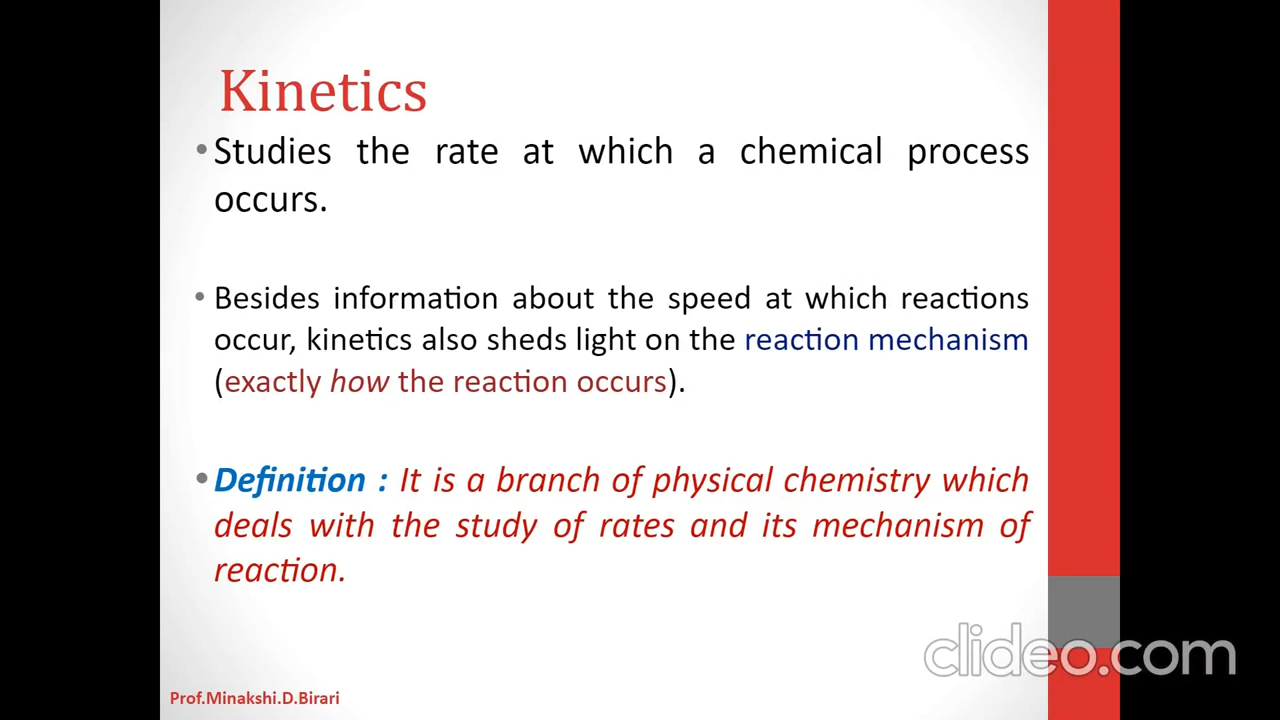 Kinetics
•Studies the rate at which a chemical process
occurs.
• Besides information about the speed at which reactions
occur, kinetics also sheds light on the reaction mechanism
(exactly how the reaction occurs).
•Definition : It is a branch of physical chemistry which
deals with the study of rates and its mechanism of
reaction.
clideo.com
Prof.Minakshi.D.Birari